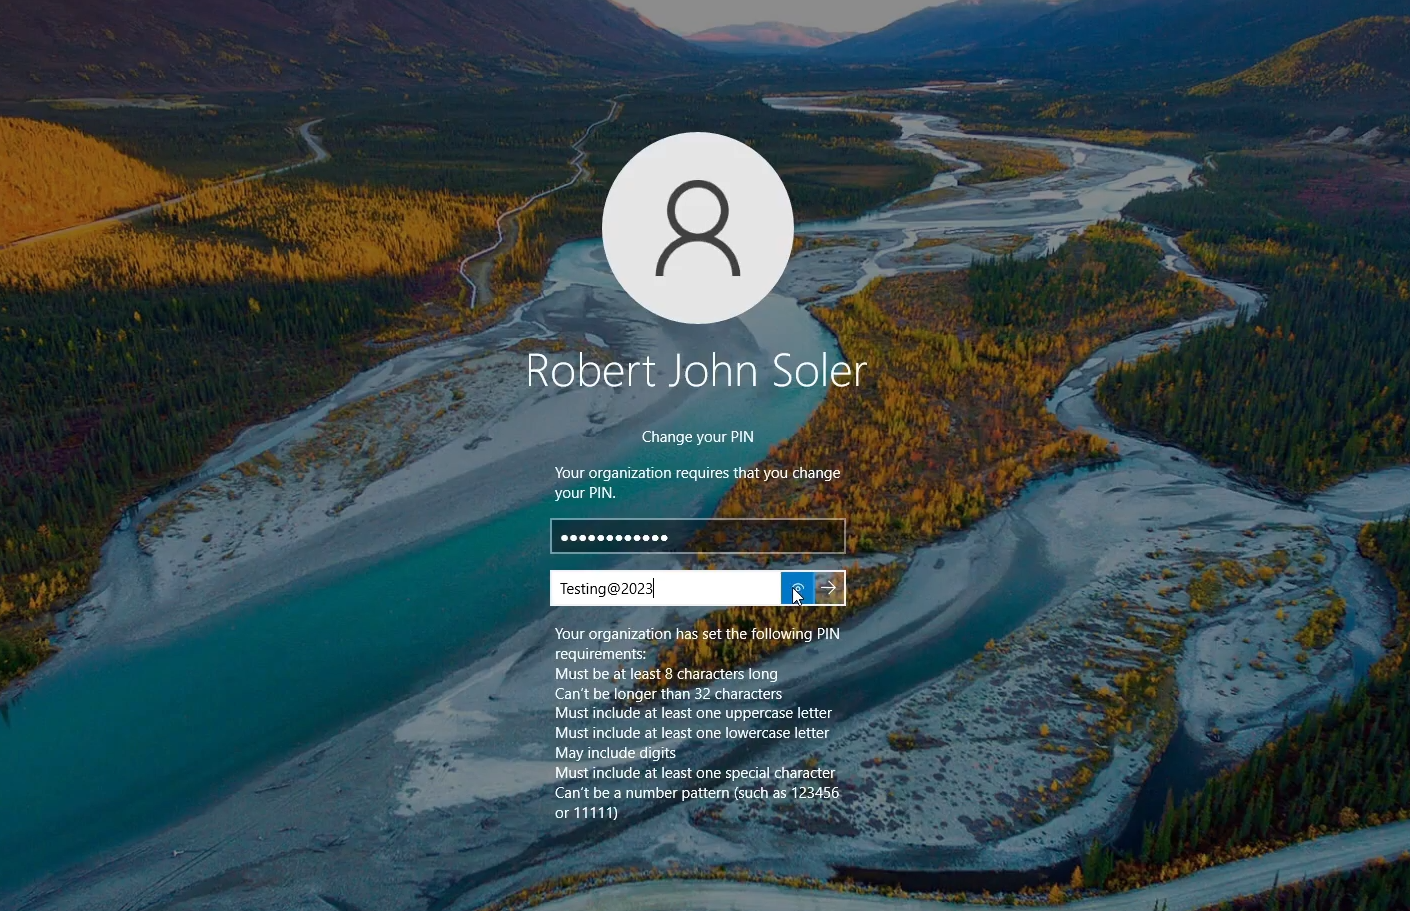 Robert John Soler
Change your PIN
Your organization requires that you change
your PIN.
●●●●●●●●●●●●
Testing@2023
Your organization has set the following PIN
requirements:
Must be at least 8 characters long
Can't be longer than 32 characters
Must include at least one uppercase letter
Must include at least one lowercase letter
May include digits
Must include at least one special character
Can't be a number pattern (such as 123456
or 11111)